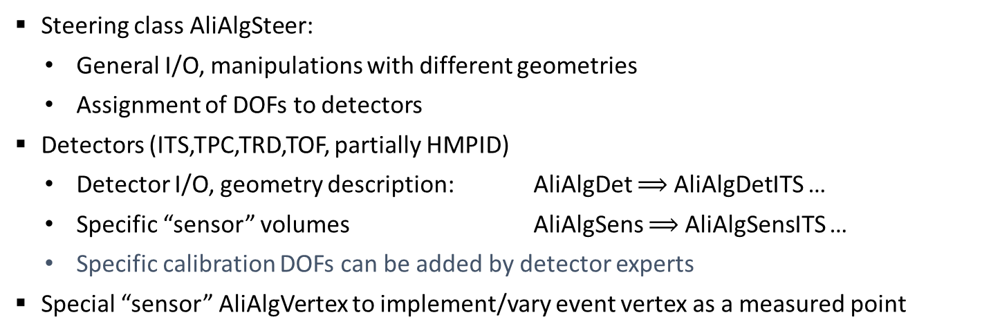 ▪ Steering class AliAlgSteer:
• General I/O, manipulations with different geometries
• Assignment of DOFs to detectors
▪ Detectors (ITS,TPC,TRD,TOF, partially HMPID)
• Detector I/O, geometry description: AliAlgDet ⟹ AliAlgDetITS ...
• Specific “sensor” volumes AliAlgSens ⟹ AliAlgSensITS ...
• Specific calibration DOFs can be added by detector experts
▪ Special “sensor” AliAlgVertex to implement/vary event vertex as a measured point